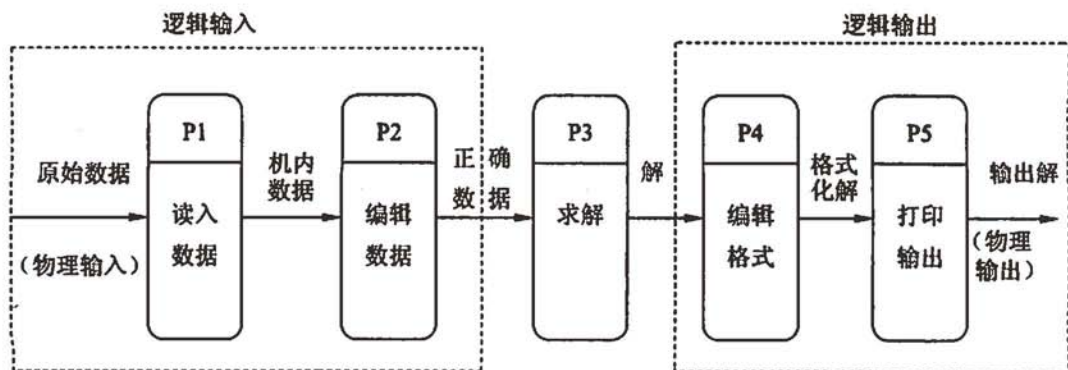 逻辑输入
逻辑输出
P1
P2
P3
P4
P5
原始数据
(物理输入)
读入
数据
机内
数据
编辑
数据
正确
数据
求解
解
编辑
格式
格式
化解
打印
输出
输出解
(物理
输出)